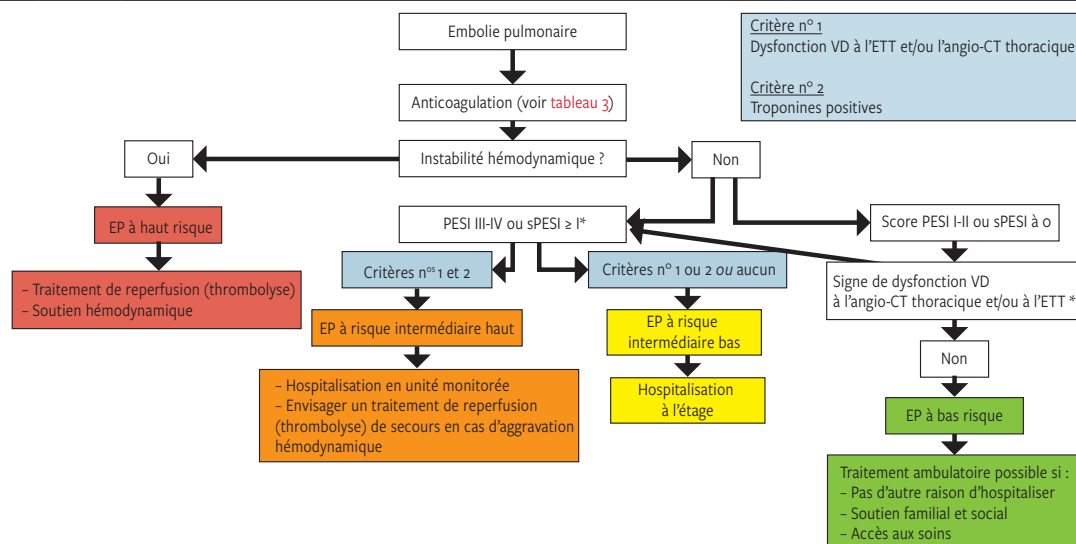 Embolie pulmonaire
Critère nº 1
Dysfonction VD à l'ETT et/ou l'angio-CT thoracique
Critère nº 2
Troponines positives
Anticoagulation (voir tableau 3)
Oui
Instabilité hémodynamique ?
Non
EP à haut risque
PESI III-IV ou sPESI ≥ I*
Score PESI I-II ou sPESI à 0
– Traitement de reperfusion (thrombolyse)
– Soutien hémodynamique
Critères nos 1 et 2
Critères nº 1 ou 2 ou aucun
Signe de dysfonction VD
à l'angio-CT thoracique et/ou à l'ETT *
EP à risque intermédiaire haut
EP à risque
intermédiaire bas
Non
– Hospitalisation en unité monitorée
– Envisager un traitement de reperfusion
(thrombolyse) de secours en cas d'aggravation
hémodynamique
Hospitalisation
à l'étage
EP à bas risque
Traitement ambulatoire possible si :
– Pas d'autre raison d'hospitaliser
– Soutien familial et social
– Accès aux soins